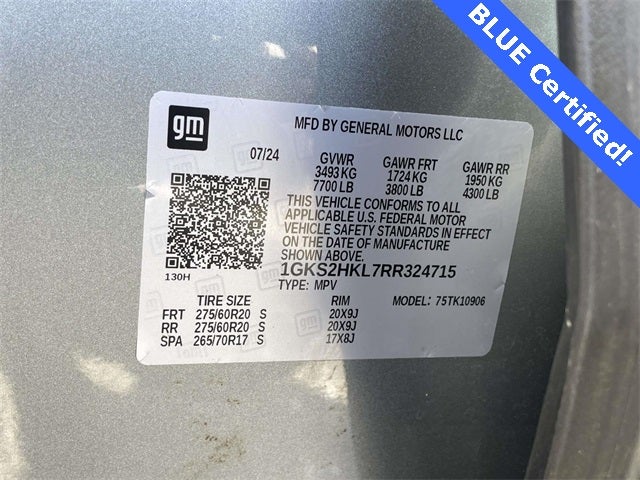 BLUE Certified!
gm
MFD BY GENERAL MOTORS LLC
07/24 GVWR GAWR FRT GAWR RR
3493 KG 1724 KG 1950 KG
7700 LB 3800 LB 4300 LB
THIS VEHICLE CONFORMS TO ALL
APPLICABLE U.S. FEDERAL MOTOR
VEHICLE SAFETY STANDARDS IN EFFECT
ON THE DATE OF MANUFACTURE
SHOWN ABOVE.
130H
1GKS2HKL7RR324715
TYPE: MPV
TIRE SIZE RIM MODEL: 75TK10906
FRT 275/60R20 S 20X9J
RR 275/60R20 S 20X9J
SPA 265/70R17 S 17X8J